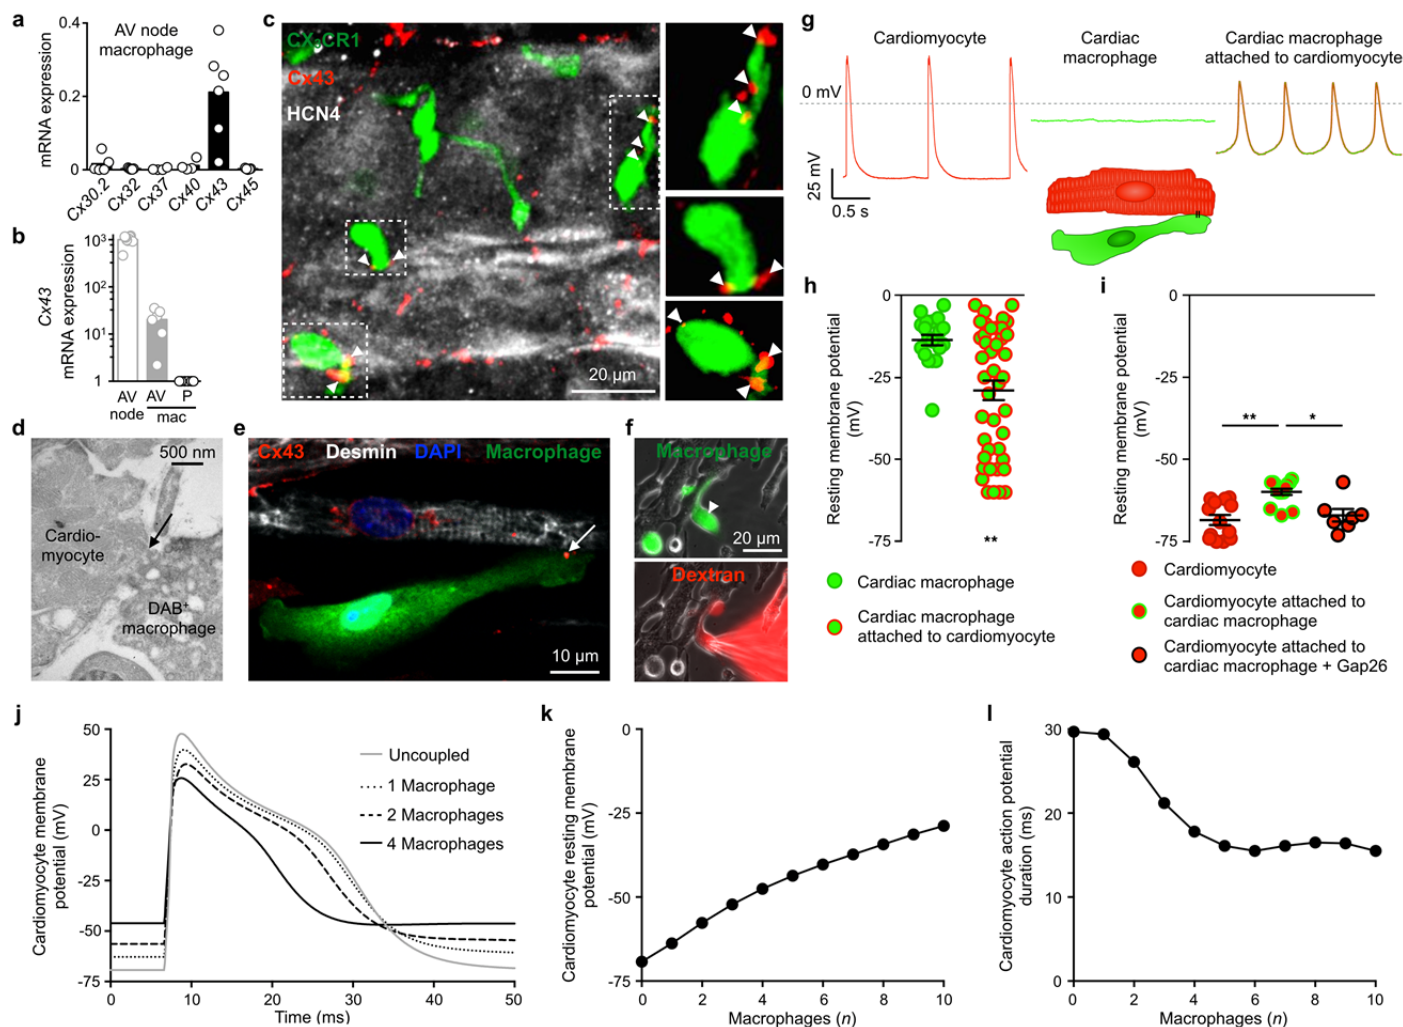 a
AV node
macrophage
mRNA expression
0.4
0.2
0
Cx30.2
Cx32
Cx37
Cx40
Cx43
Cx45
b
Cx43
mRNA expression
10³
10²
10¹
1
AV
node
AV
P
mac
c
CX₃CR1
Cx43
HCN4
20 µm
d
500 nm
Cardio-
myocyte
DAB⁺
macrophage
e
Cx43
Desmin
DAPI
Macrophage
10 µm
f
Macrophage
20 µm
Dextran
g
Cardiomyocyte
Cardiac
macrophage
Cardiac macrophage
attached to cardiomyocyte
0 mV
25 mV
0.5 s
h
Resting membrane potential
(mV)
0
-25
-50
-75
**
Cardiac macrophage
Cardiac macrophage
attached to cardiomyocyte
i
Resting membrane potential
(mV)
0
-25
-50
-75
**
*
Cardiomyocyte
Cardiomyocyte attached to
cardiac macrophage
Cardiomyocyte attached to
cardiac macrophage + Gap26
j
Cardiomyocyte membrane
potential (mV)
50
25
0
-25
-50
-75
0
10
20
30
40
50
Time (ms)
Uncoupled
1 Macrophage
2 Macrophages
4 Macrophages
k
Cardiomyocyte resting membrane
potential (mV)
0
-25
-50
-75
0
2
4
6
8
10
Macrophages (n)
l
Cardiomyocyte action potential
duration (ms)
30
20
10
0
0
2
4
6
8
10
Macrophages (n)